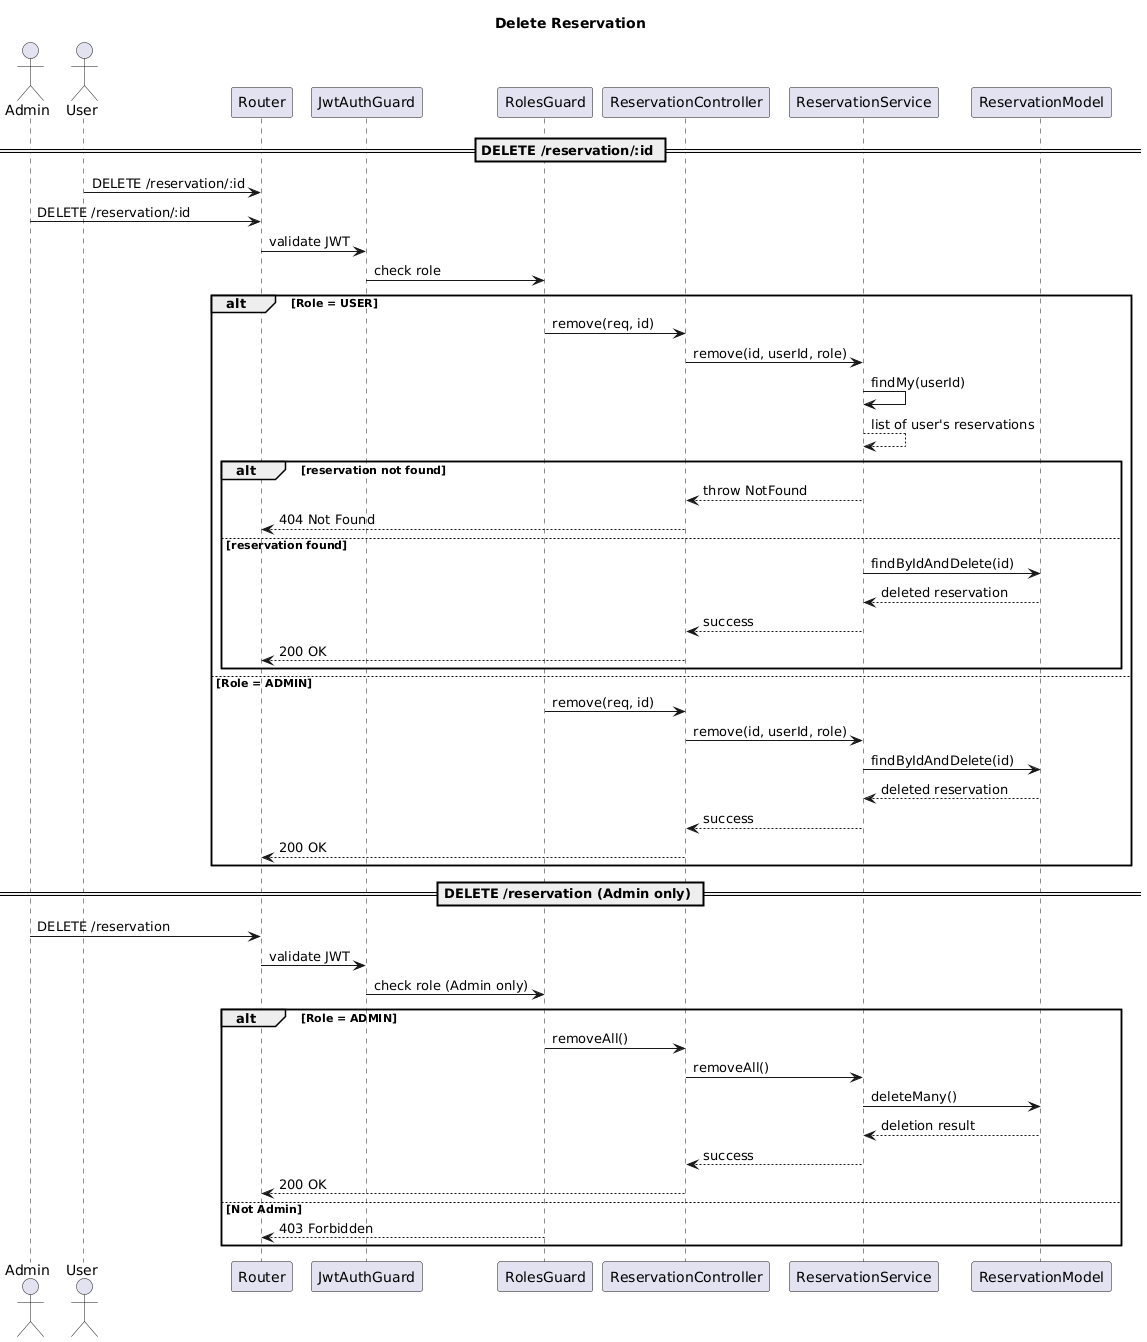 Delete Reservation
Admin
User
Router
JwtAuthGuard
RolesGuard
ReservationController
ReservationService
ReservationModel
DELETE /reservation/:id
DELETE /reservation/:id
DELETE /reservation/:id
validate JWT
check role
alt [Role = USER]
remove(req, id)
remove(id, userId, role)
findMy(userId)
list of user's reservations
alt [reservation not found]
throw NotFound
404 Not Found
[reservation found]
findByIdAndDelete(id)
deleted reservation
success
200 OK
[Role = ADMIN]
remove(req, id)
remove(id, userId, role)
findByIdAndDelete(id)
deleted reservation
success
200 OK
DELETE /reservation (Admin only)
DELETE /reservation
validate JWT
check role (Admin only)
alt [Role = ADMIN]
removeAll()
removeAll()
deleteMany()
deletion result
success
200 OK
[Not Admin]
403 Forbidden
Admin
User
Router
JwtAuthGuard
RolesGuard
ReservationController
ReservationService
ReservationModel